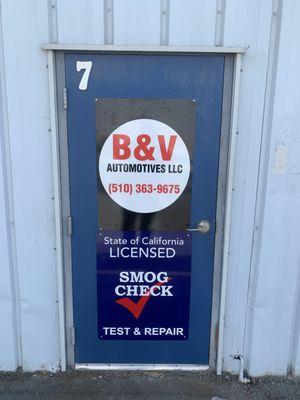 7
B&V
AUTOMOTIVES LLC
(510) 363-9675
State of California
LICENSED
SMOG
CHECK
TEST & REPAIR